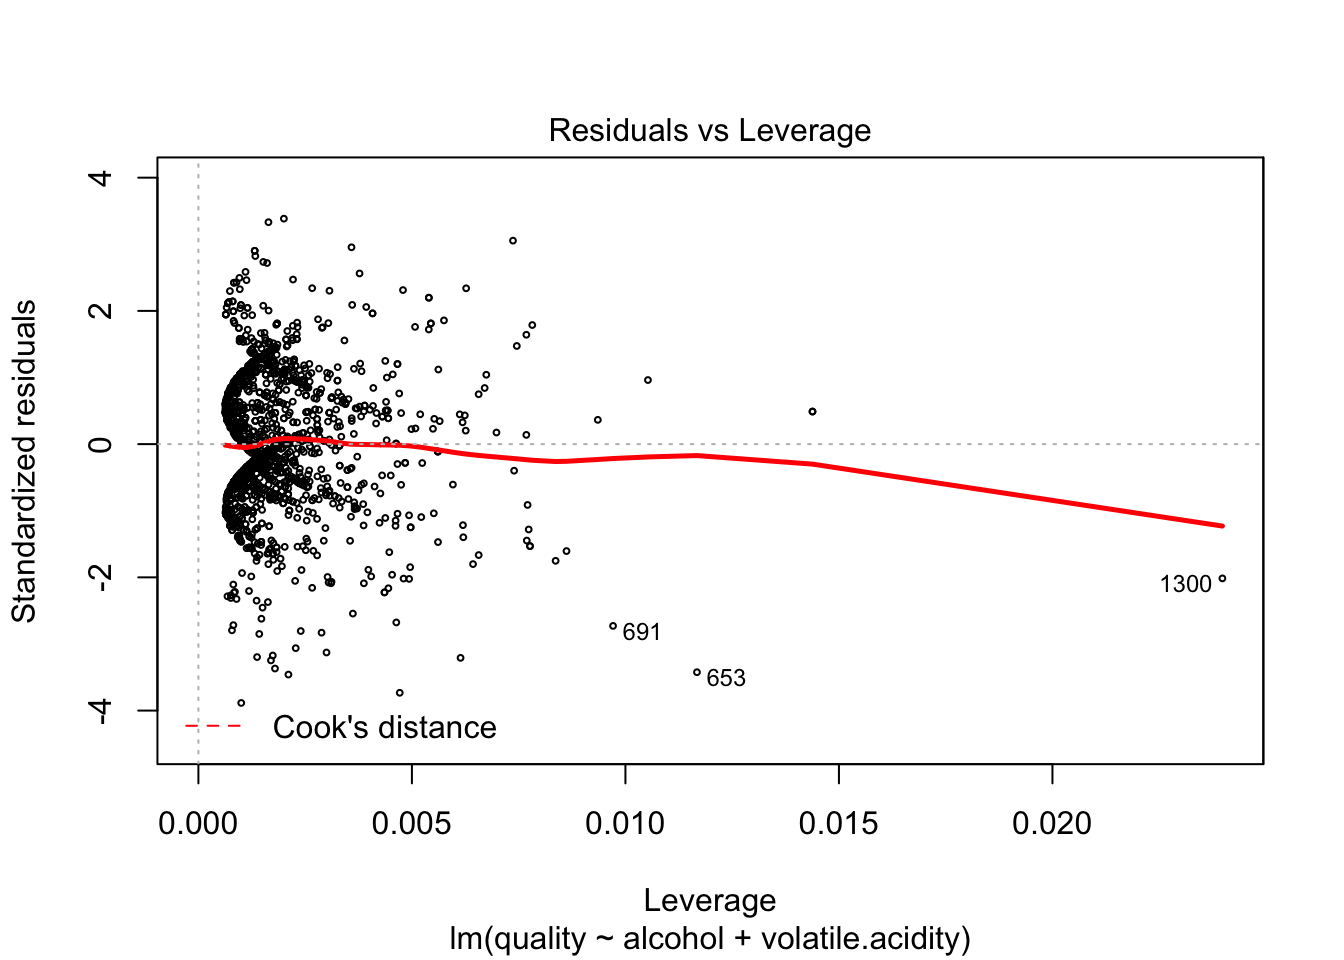 Residuals vs Leverage
Standardized residuals
4
2
0
-2
-4
1300
691
653
Cook's distance
0.000 0.005 0.010 0.015 0.020
Leverage
lm(quality ~ alcohol + volatile.acidity)